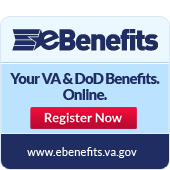 eBenefits
Your VA & DoD Benefits.
Online.
Register Now
www.ebenefits.va.gov